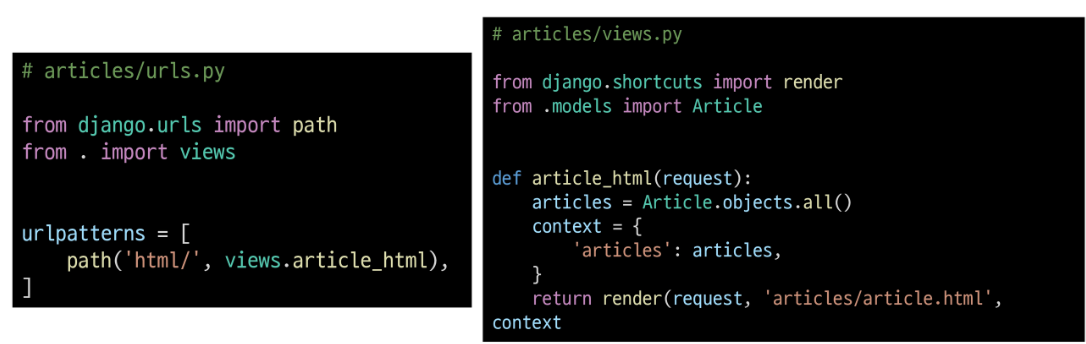 # articles/urls.py
from django.urls import path
from . import views
urlpatterns = [
    path('html/', views.article_html),
]
# articles/views.py
from django.shortcuts import render
from .models import Article
def article_html(request):
    articles = Article.objects.all()
    context = {
        'articles': articles,
    }
    return render(request, 'articles/article.html',
context